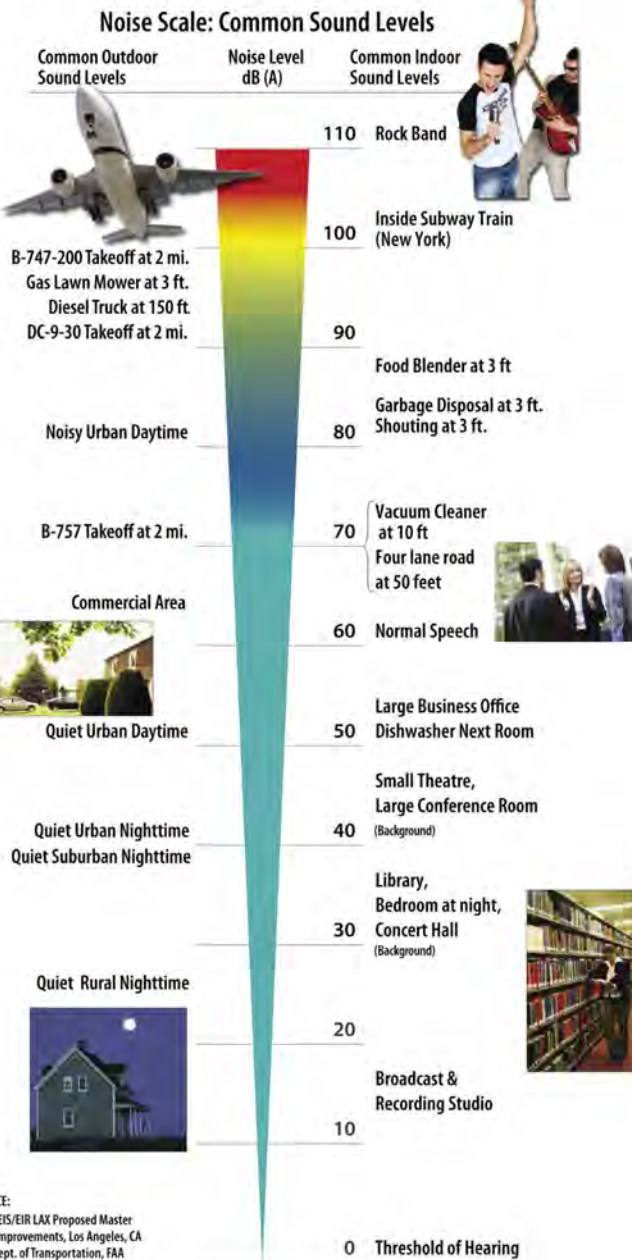 Noise Scale: Common Sound Levels
Common Outdoor
Sound Levels
Noise Level
dB (A)
Common Indoor
Sound Levels
110 Rock Band
100
Inside Subway Train
(New York)
B-747-200 Takeoff at 2 mi.
Gas Lawn Mower at 3 ft.
Diesel Truck at 150 ft
DC-9-30 Takeoff at 2 mi.
90
Food Blender at 3 ft
Garbage Disposal at 3 ft.
Shouting at 3 ft.
Noisy Urban Daytime
80
B-757 Takeoff at 2 mi.
70
Vacuum Cleaner
at 10 ft
Four lane road
at 50 feet
Commercial Area
60 Normal Speech
Quiet Urban Daytime
50
Large Business Office
Dishwasher Next Room
Small Theatre,
Large Conference Room
(Background)
40
Quiet Urban Nighttime
Quiet Suburban Nighttime
Library,
Bedroom at night,
Concert Hall
(Background)
30
Quiet Rural Nighttime
20
Broadcast &
Recording Studio
10
0 Threshold of Hearing
CE:
EIS/EIR LAX Proposed Master
mprovements, Los Angeles, CA
ept. of Transportation, FAA